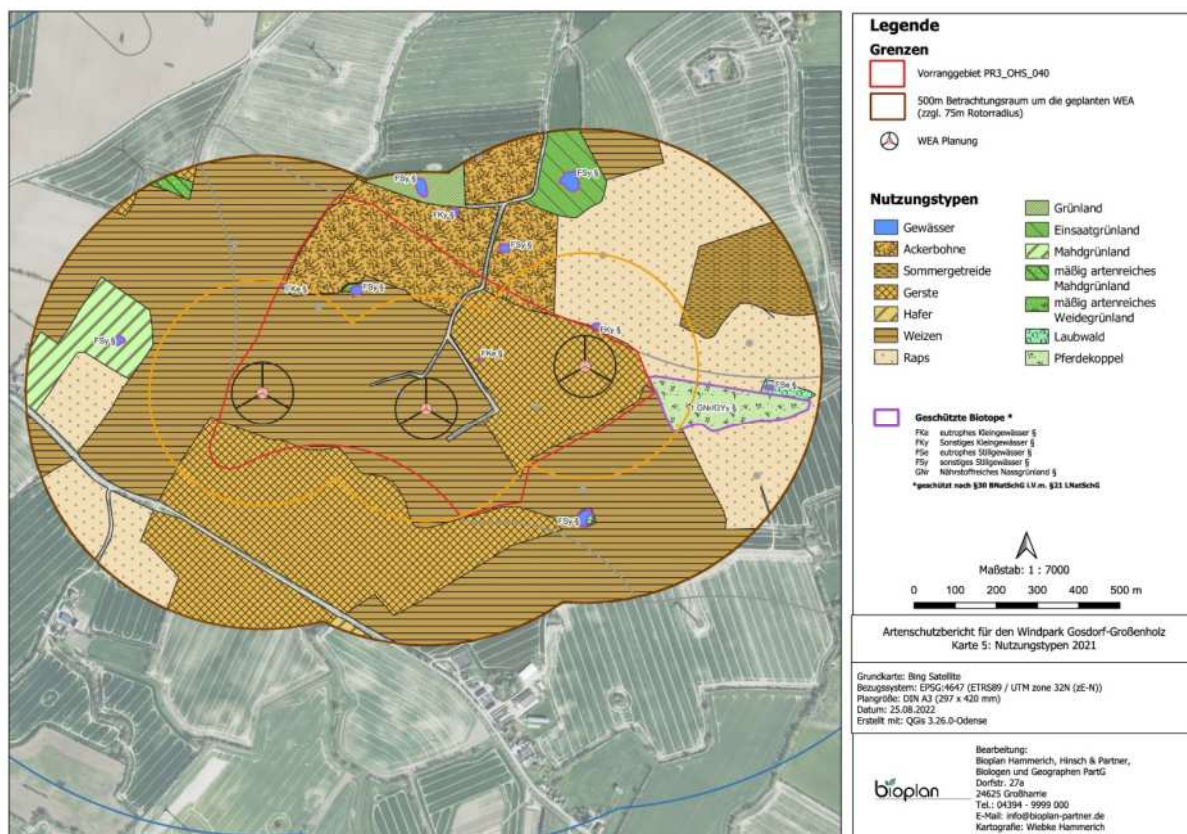 FSy §
FSy §
FKy §
FSy §
FKe §
FSy §
FKy §
FSy §
FKe §
FSe §
GNr/GYy §
FSy §
Legende
Grenzen
Vorranggebiet PR3_OHS_040
500m Betrachtungsraum um die geplanten WEA
(zzgl. 75m Rotorradius)
WEA Planung
Nutzungstypen
Gewässer
Ackerbohne
Sommergetreide
Gerste
Hafer
Weizen
Raps
Grünland
Einsaatgrünland
Mahdgrünland
mäßig artenreiches
Mahdgrünland
mäßig artenreiches
Weidegrünland
Laubwald
Pferdekoppel
Geschützte Biotope *
FKe eutrophes Kleingewässer §
FKy Sonstiges Kleingewässer §
FSe eutrophes Stillgewässer §
FSy sonstiges Stillgewässer §
GNr Nährstoffreiches Nassgrünland §
*geschützt nach §30 BNatSchG i.V.m. §21 LNatSchG
Maßstab: 1 : 7000
0 100 200 300 400 500 m
Artenschutzbericht für den Windpark Gosdorf-Großenholz
Karte 5: Nutzungstypen 2021
Grundkarte: Bing Satellite
Bezugssystem: EPSG:4647 (ETRS89 / UTM zone 32N (zE-N))
Plangröße: DIN A3 (297 x 420 mm)
Datum: 25.08.2022
Erstellt mit: QGis 3.26.0-Odense
bioplan
Bearbeitung:
Bioplan Hammerich, Hinsch & Partner,
Biologen und Geographen PartG
Dorfstr. 27a
24625 Großharrie
Tel.: 04394 - 9999 000
E-Mail: info@bioplan-partner.de
Kartografie: Wiebke Hammerich